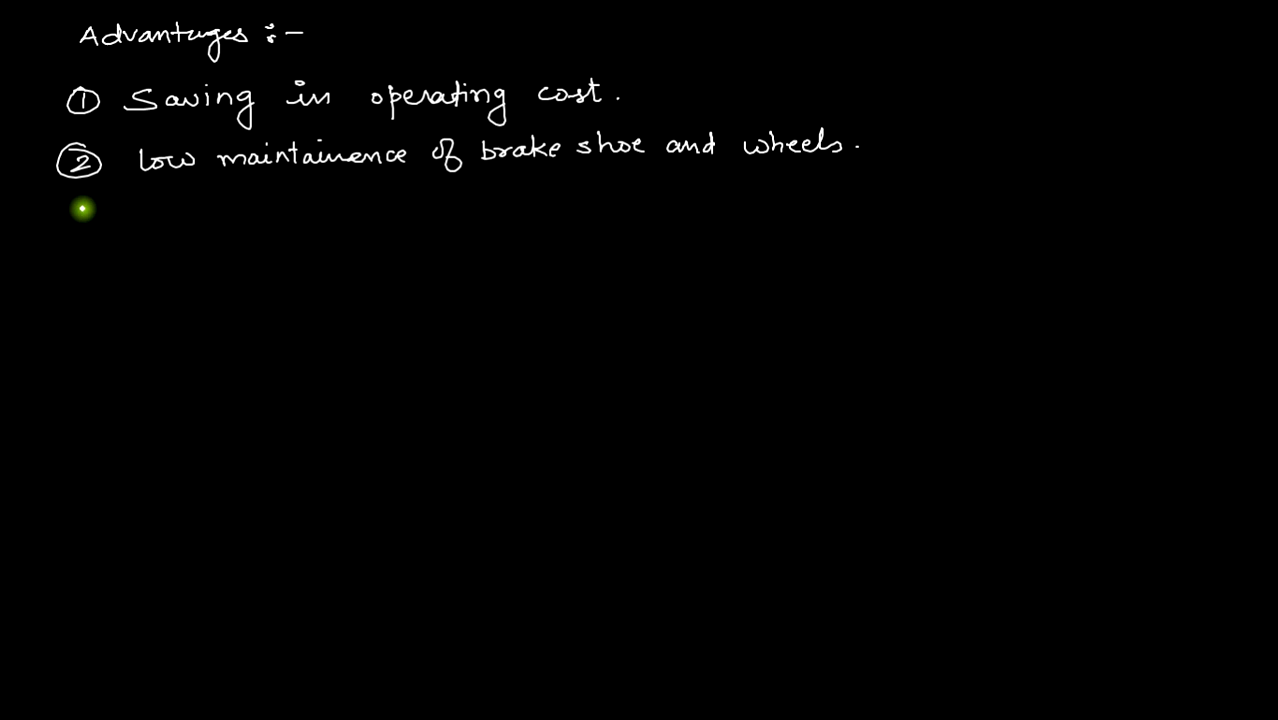 Advantages :-
① Saving in operating cost.
② low maintainence of brake shoe and wheels.